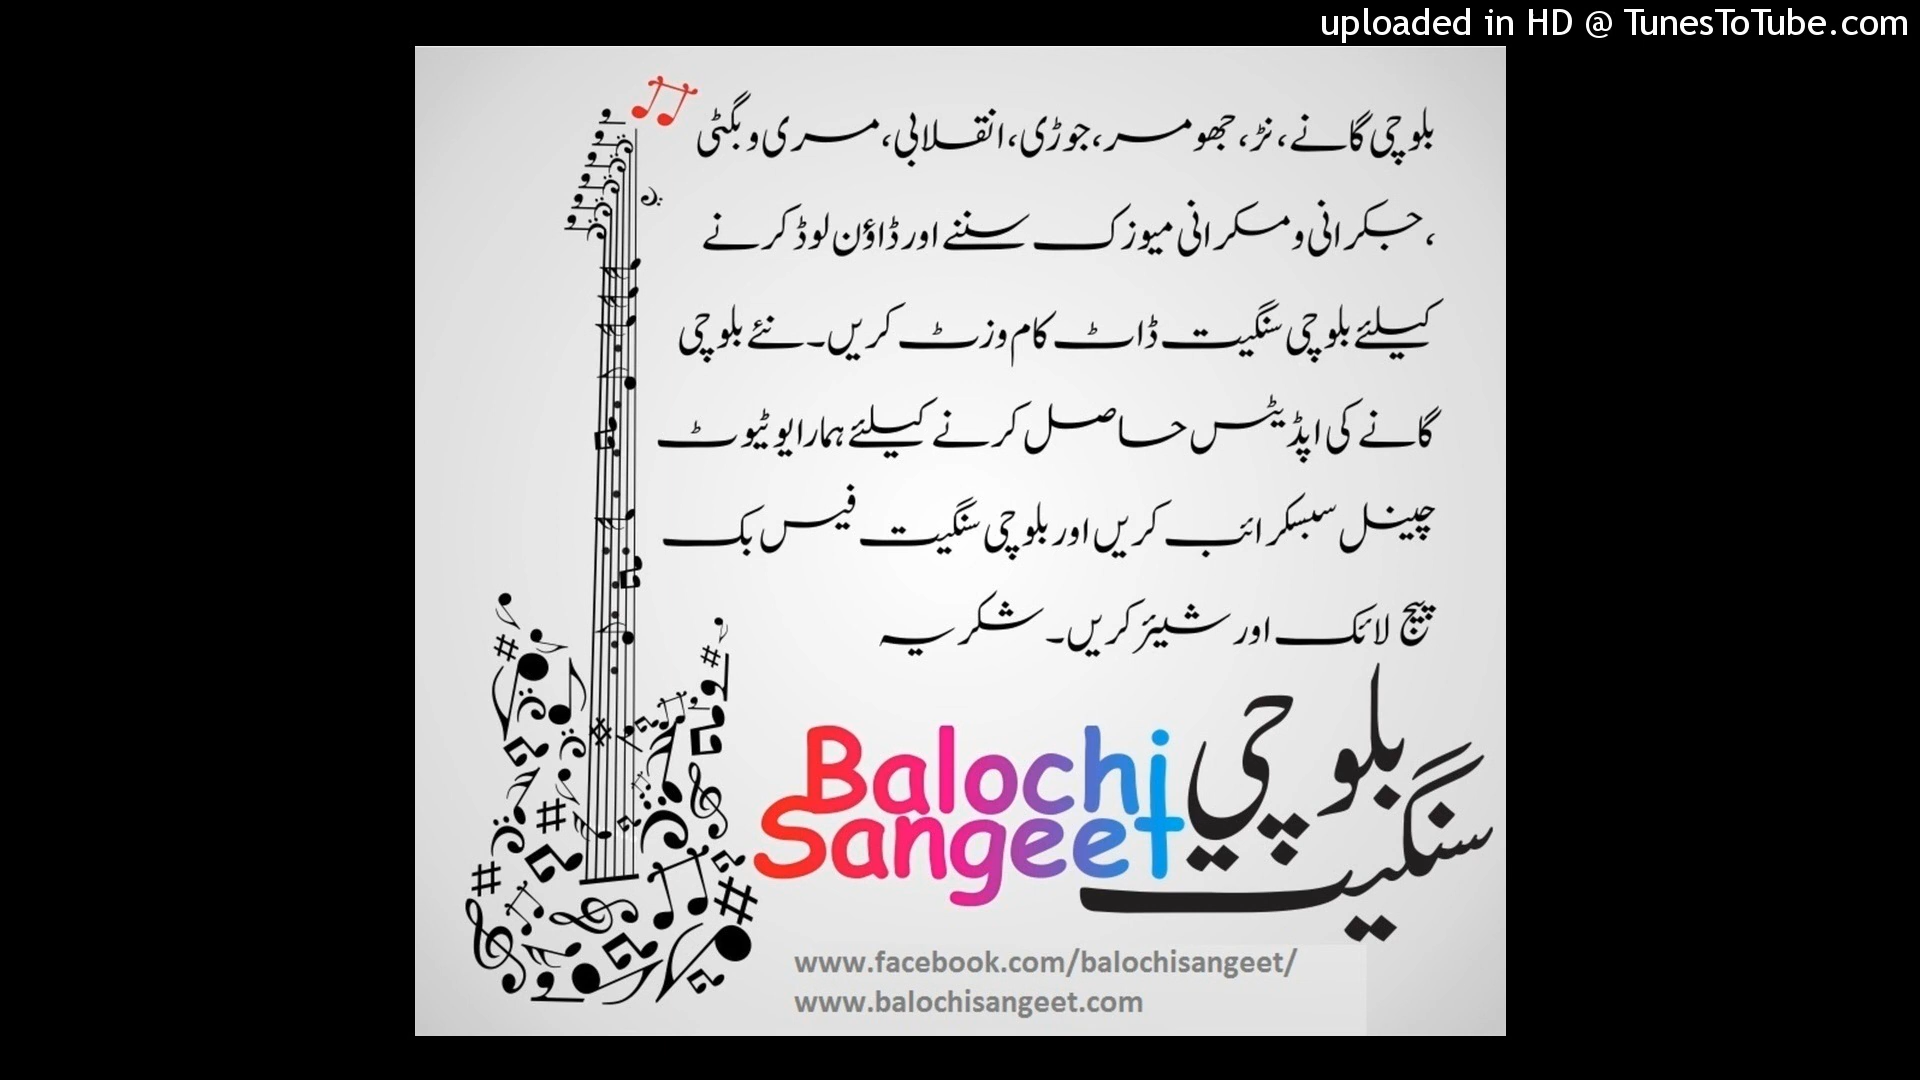 uploaded in HD @ TunesToTube.com
بلوچی گانے، نڑ، جھومر، جوڑی، انقلابی، مری و بگٹی
، جکرانی و مکرانی میوزک سننے اور ڈاؤن لوڈ کرنے
کیلئے بلوچی سنگیت ڈاٹ کام وزٹ کریں۔ نئے بلوچی
گانے کی اپڈیٹس حاصل کرنے کیلئے ہمارا یوٹیوٹ
چینل سبسکرائب کریں اور بلوچی سنگیت فیس بک
پیج لائک اور شیئر کریں۔ شکریہ
بلوچی
سنگیت
Balochi
Sangeet
www.facebook.com/balochisangeet/
www.balochisangeet.com